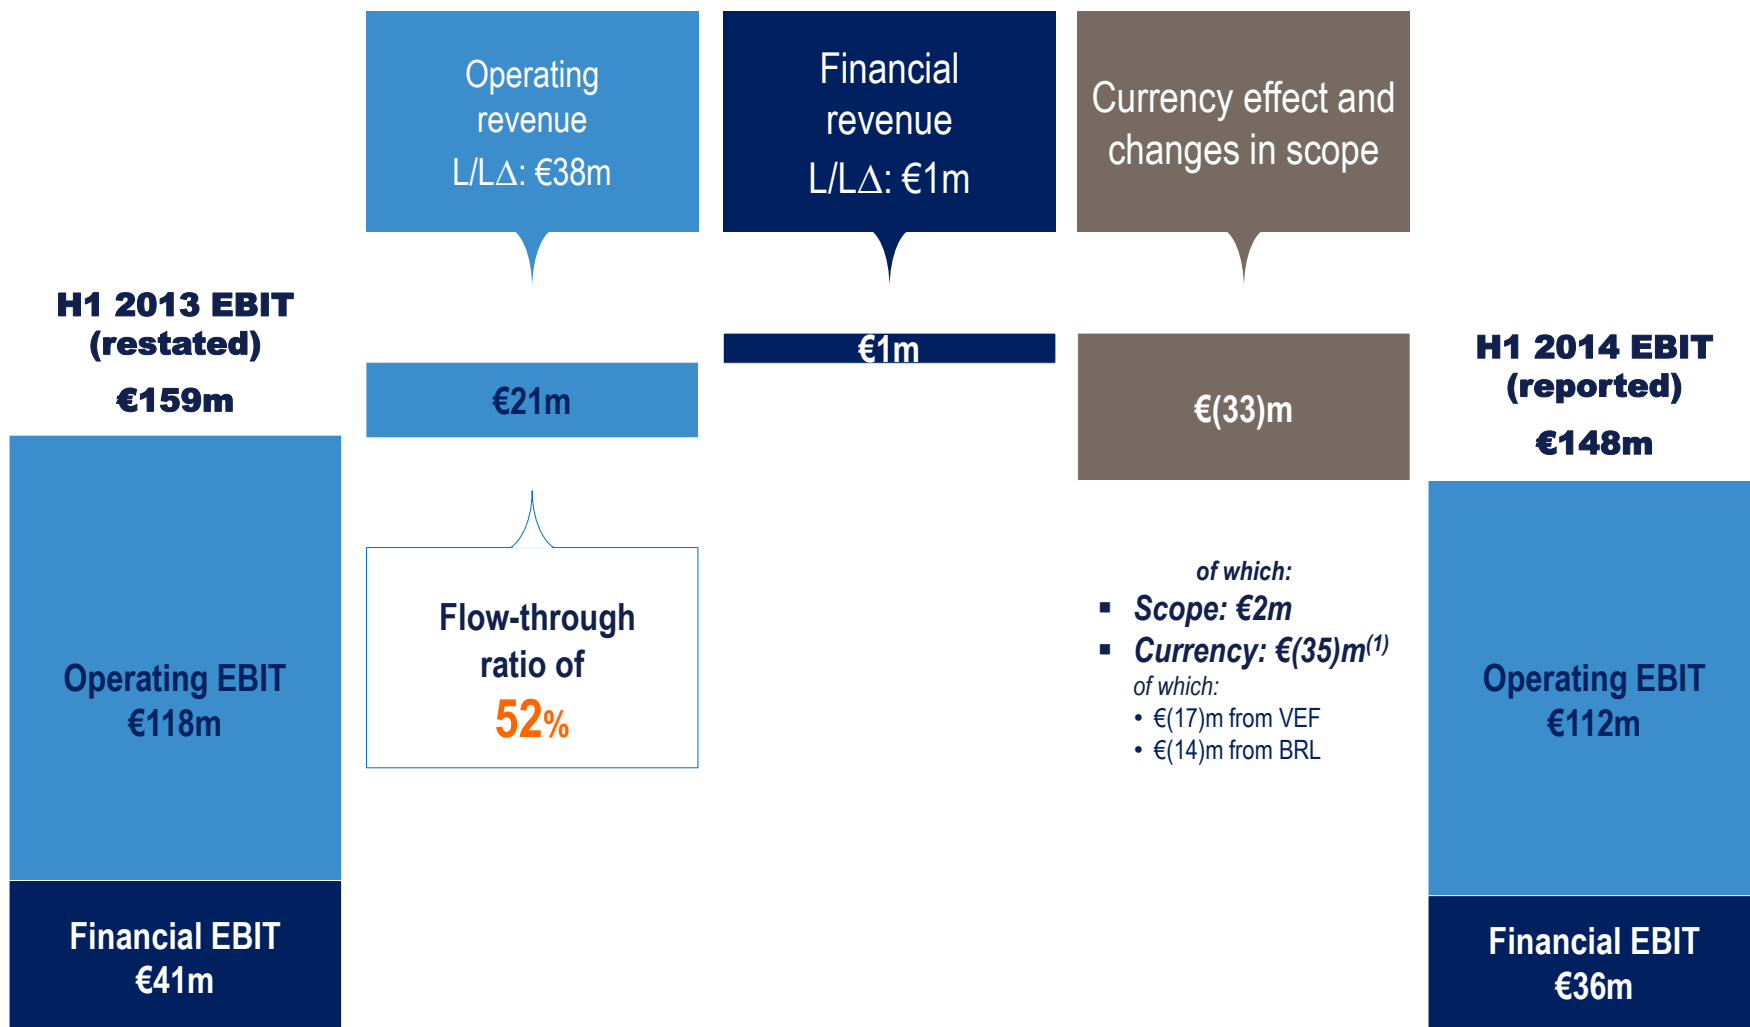 Operating
revenue
L/L∆: €38m
Financial
revenue
L/L∆: €1m
Currency effect and
changes in scope
H1 2013 EBIT
(restated)
€159m
€21m
€1m
€(33)m
H1 2014 EBIT
(reported)
€148m
Flow-through
ratio of
52%
of which:
▪ Scope: €2m
▪ Currency: €(35)m(1)
of which:
• €(17)m from VEF
• €(14)m from BRL
Operating EBIT
€118m
Financial EBIT
€41m
Operating EBIT
€112m
Financial EBIT
€36m